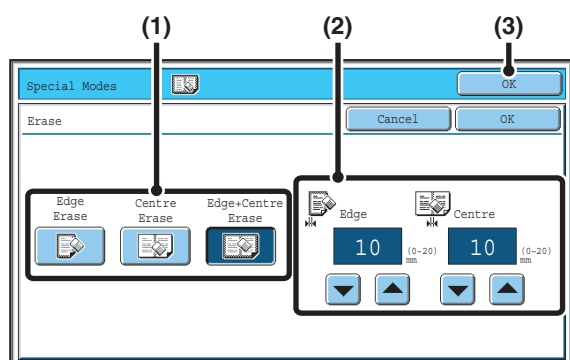 (1) (2) (3)
Special Modes OK
Erase Cancel OK
Edge Erase
Centre Erase
Edge+Centre Erase
Edge
10 (0~20) mm
Centre
10 (0~20) mm